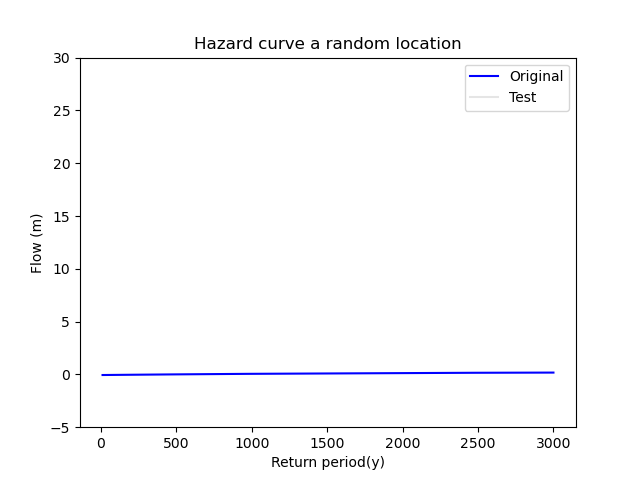 Hazard curve a random location
Original
Test
30
25
20
15
10
5
0
−5
Flow (m)
0 500 1000 1500 2000 2500 3000
Return period(y)